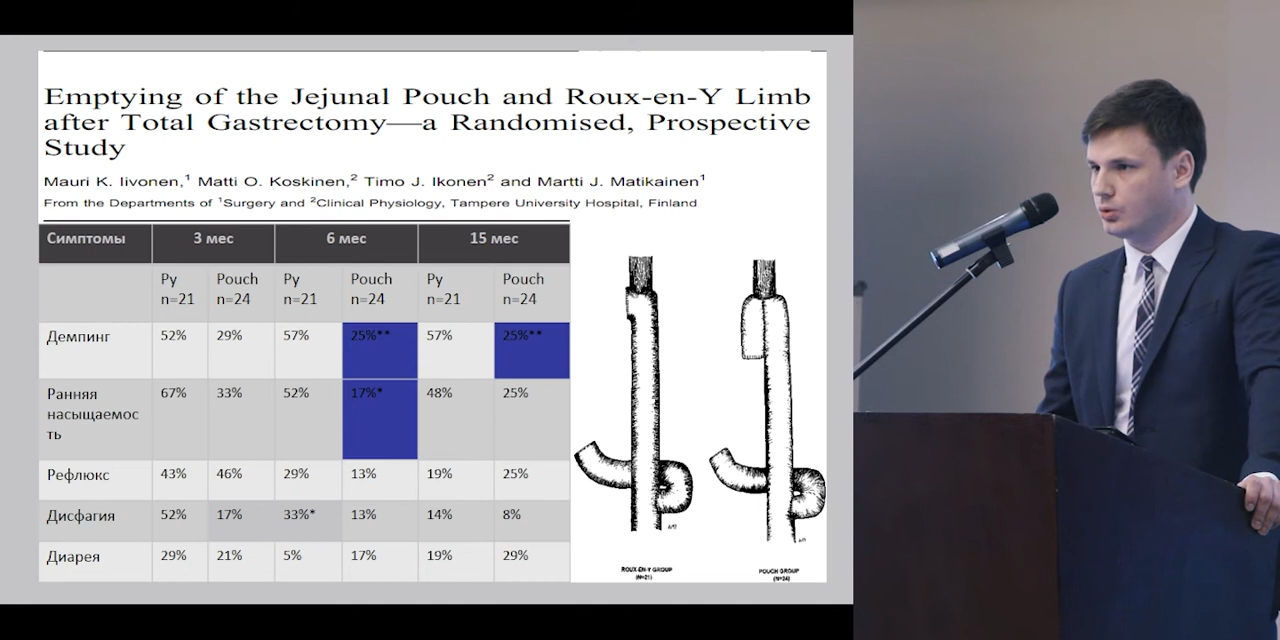 Emptying of the Jejunal Pouch and Roux-en-Y Limb
after Total Gastrectomy—a Randomised, Prospective
Study
Mauri K. Iivonen,¹ Matti O. Koskinen,² Timo J. Ikonen² and Martti J. Matikainen¹
From the Departments of ¹Surgery and ²Clinical Physiology, Tampere University Hospital, Finland
Симптомы 3 мес 6 мес 15 мес
Ру Pouch Ру Pouch Ру Pouch
n=21 n=24 n=21 n=24 n=21 n=24
Демпинг 52% 29% 57% 25%** 57% 25%**
Ранняя 67% 33% 52% 17%* 48% 25%
насыщаемос
ть
Рефлюкс 43% 46% 29% 13% 19% 25%
Дисфагия 52% 17% 33%* 13% 14% 8%
Диарея 29% 21% 5% 17% 19% 29%
ROUX-EN-Y GROUP
(N=21)
POUCH GROUP
(N=24)